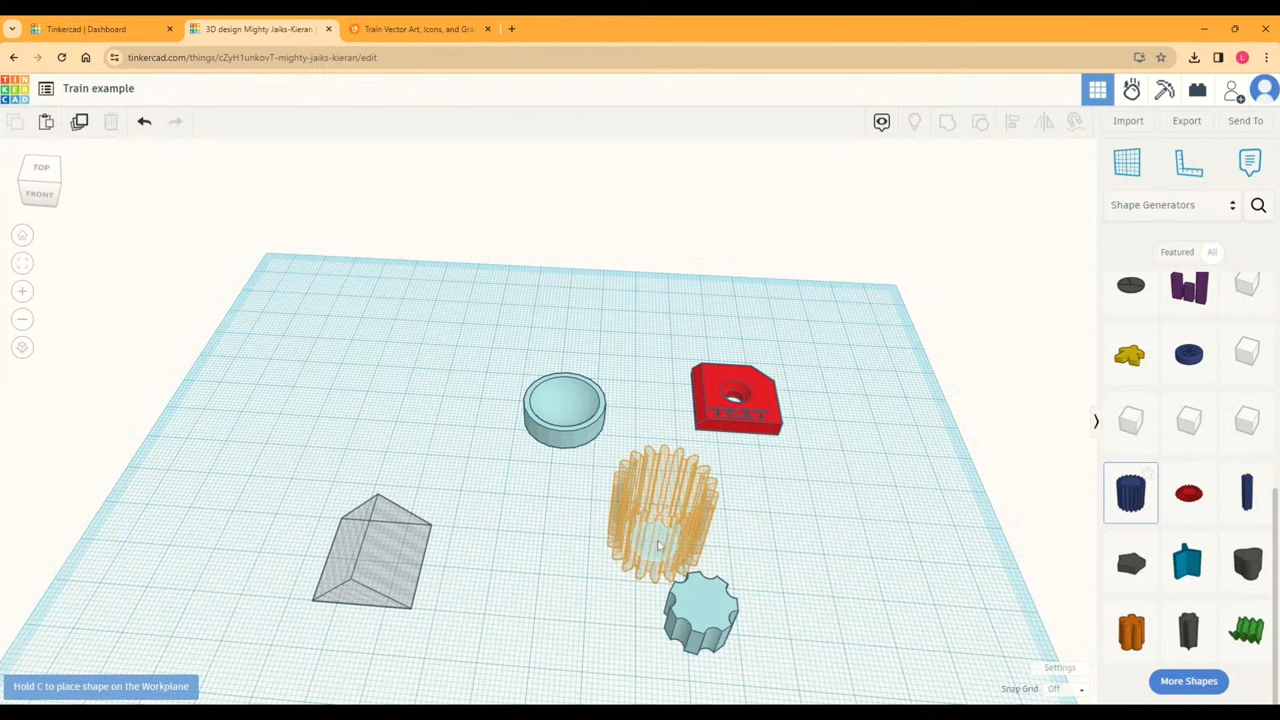 Tinkercad | Dashboard
3D design Mighty Jaiks-Kieran
Train Vector Art, Icons, and Gra
tinkercad.com/things/cZyH1unkovT-mighty-jaiks-kieran/edit
L
TIN
KER
CAD
Train example
Import
Export
Send To
TOP
FRONT
Shape Generators
Featured
All
TEXT
Settings
Snap Grid
Off
Hold C to place shape on the Workplane
More Shapes